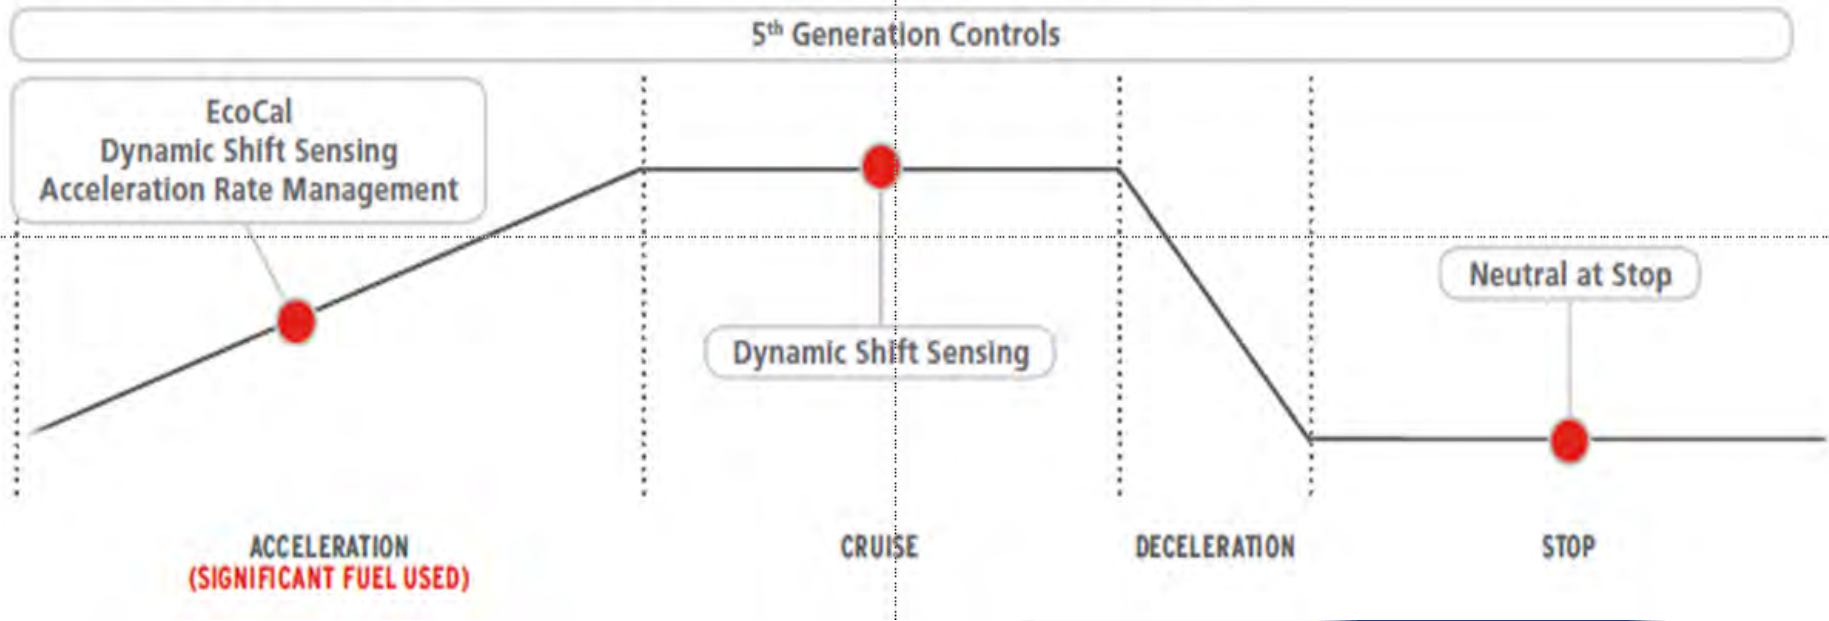 5th Generation Controls
EcoCal
Dynamic Shift Sensing
Acceleration Rate Management
Neutral at Stop
Dynamic Shift Sensing
ACCELERATION
(SIGNIFICANT FUEL USED)
CRUISE
DECELERATION
STOP